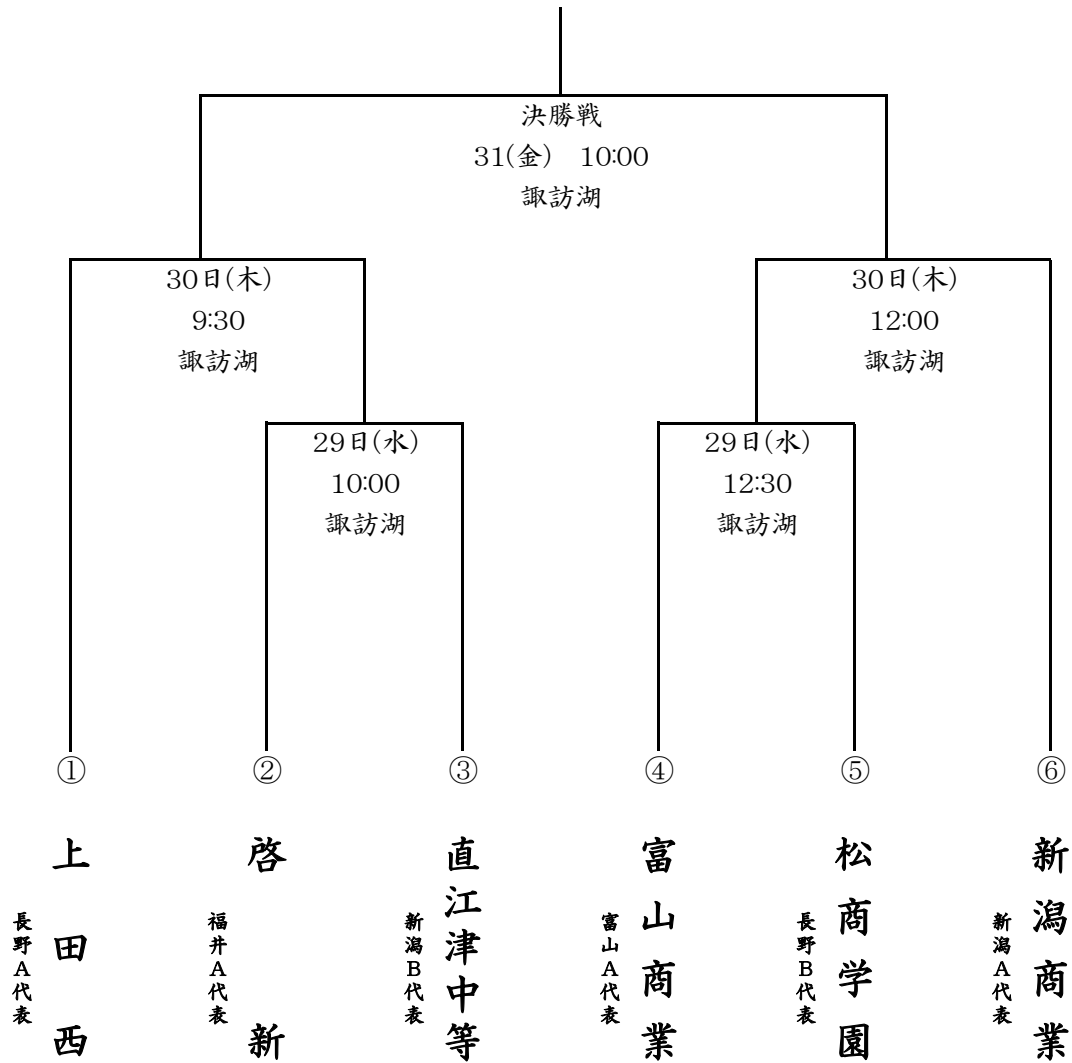 決勝戦
31(金) 10:00
諏訪湖
30日(木)
9:30
諏訪湖
30日(木)
12:00
諏訪湖
29日(水)
10:00
諏訪湖
29日(水)
12:30
諏訪湖
①
②
③
④
⑤
⑥
上田西
長野A代表
啓新
福井A代表
直江津中等
新潟B代表
富山商業
富山A代表
松商学園
長野B代表
新潟商業
新潟A代表